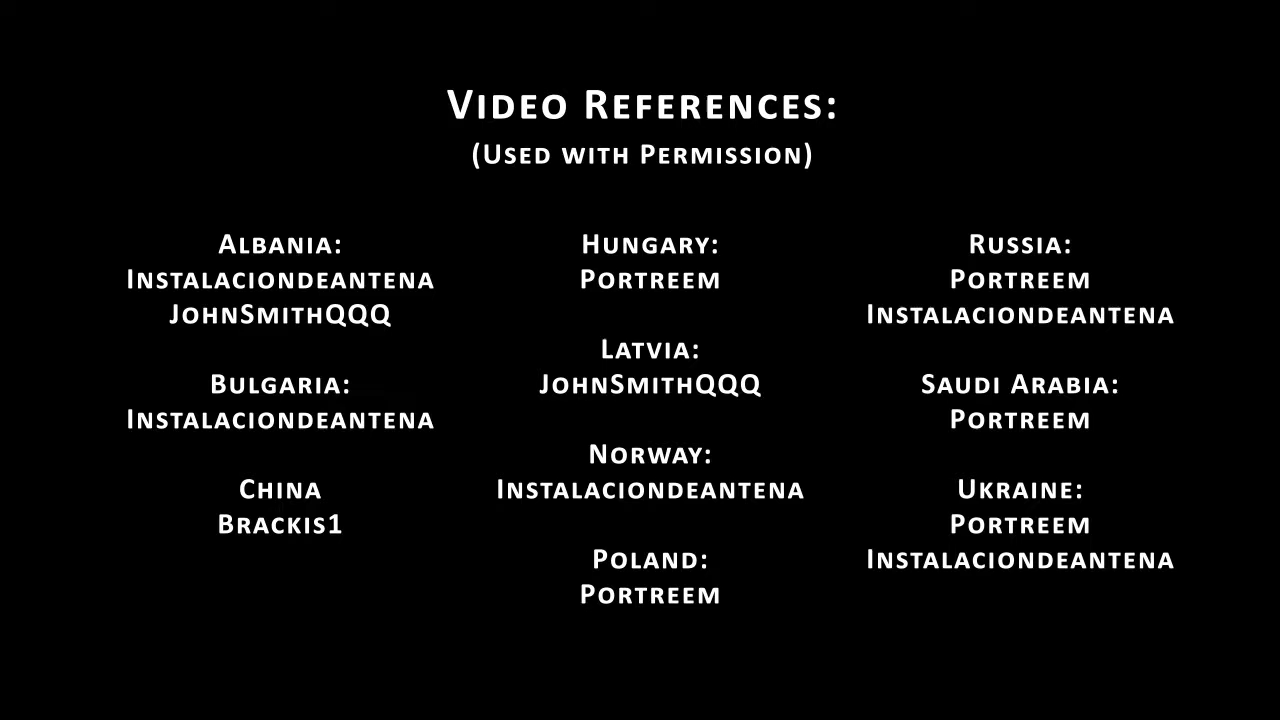 Video References:
(Used with Permission)
Albania:
Instalaciondeantena
JohnSmithQQQ
Bulgaria:
Instalaciondeantena
China
Brackis1
Hungary:
Portreem
Latvia:
JohnSmithQQQ
Norway:
Instalaciondeantena
Poland:
Portreem
Russia:
Portreem
Instalaciondeantena
Saudi Arabia:
Portreem
Ukraine:
Portreem
Instalaciondeantena